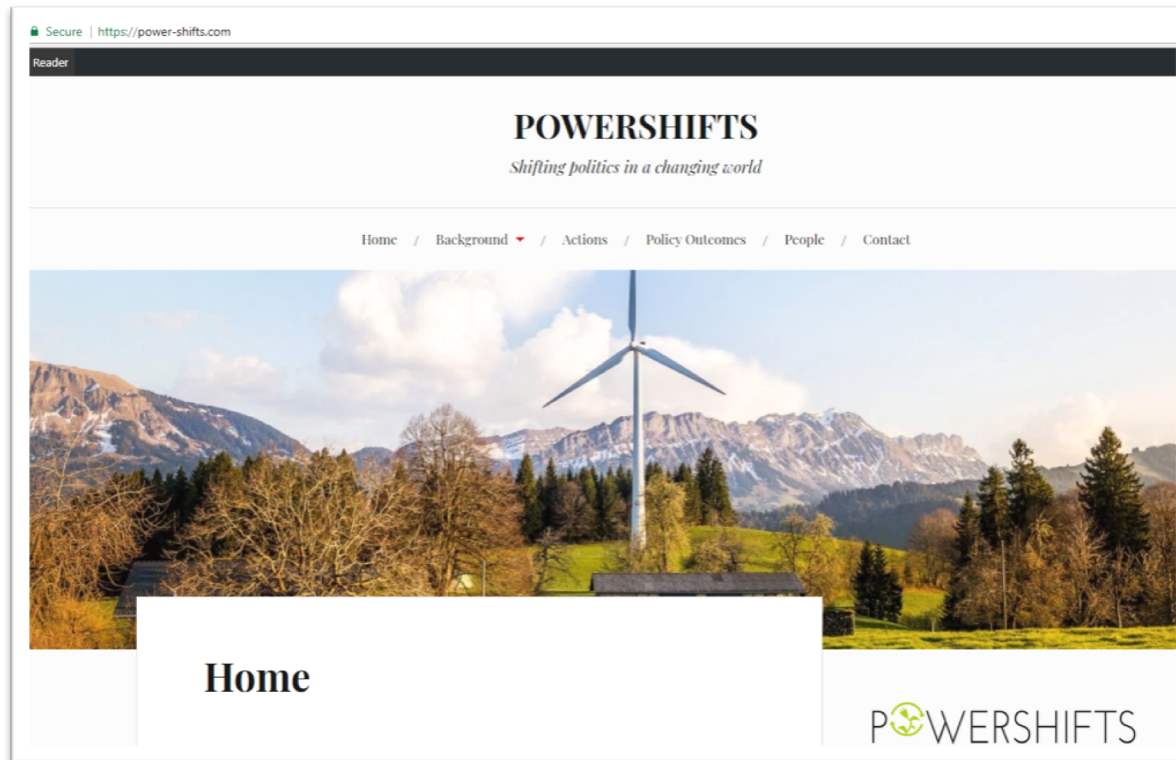 Secure | https://power-shifts.com
Reader
POWERSHIFTS
Shifting politics in a changing world
Home / Background / Actions / Policy Outcomes / People / Contact
Home
POWERSHIFTS